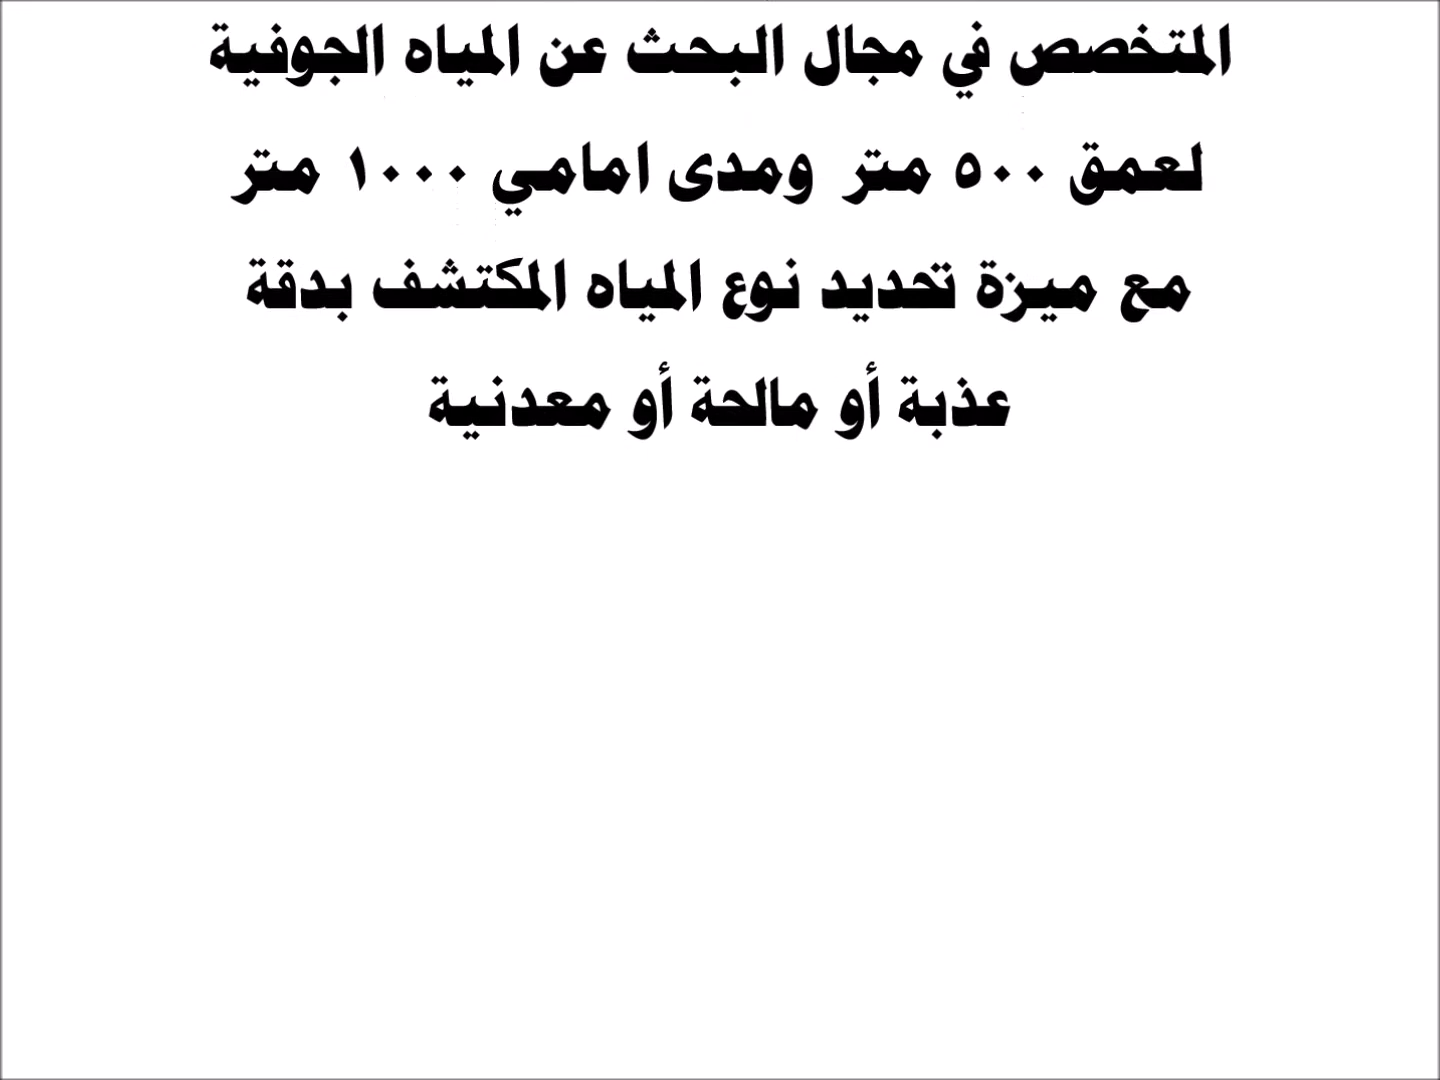 المتخصص في مجال البحث عن المياه الجوفية
لعمق ٥٠٠ متر ومدى امامي ١٠٠٠ متر
مع ميزة تحديد نوع المياه المكتشف بدقة
عذبة أو مالحة أو معدنية